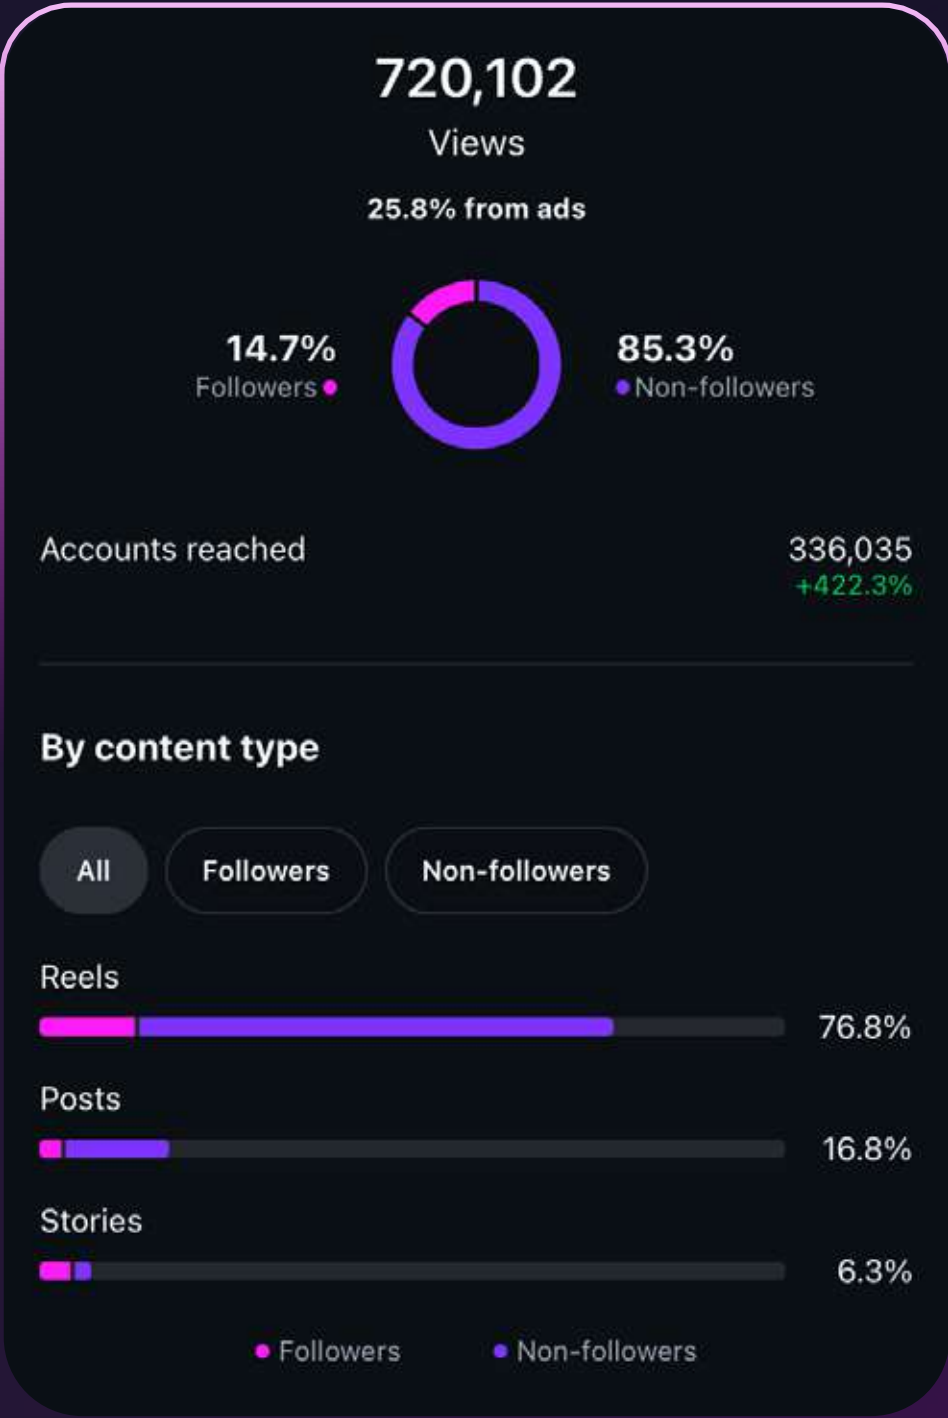 720,102
Views
25.8% from ads
14.7%
Followers
85.3%
Non-followers
Accounts reached
336,035
+422.3%
By content type
All
Followers
Non-followers
Reels
76.8%
Posts
16.8%
Stories
6.3%
Followers
Non-followers